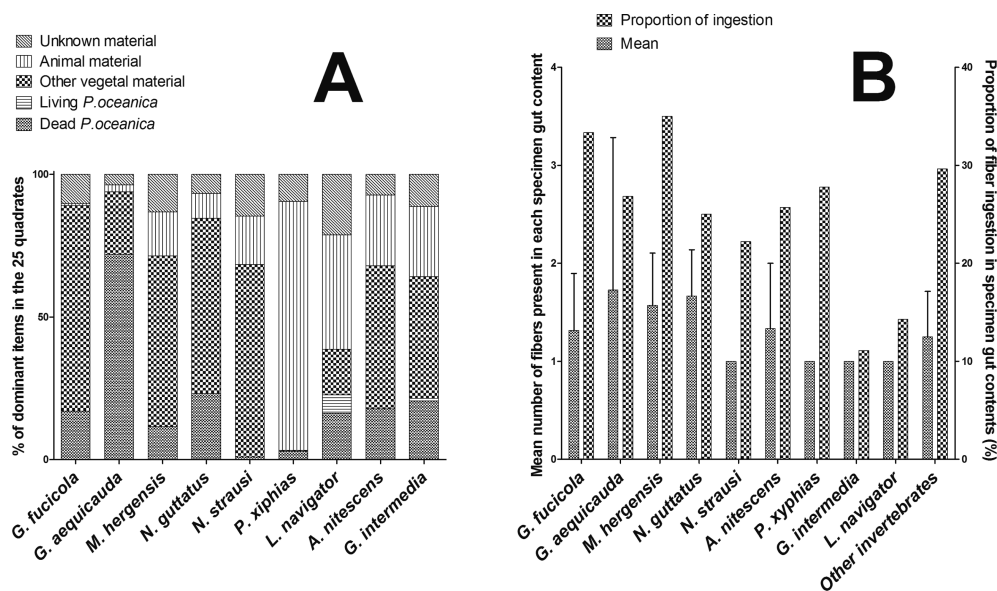 Unknown material
Animal material
Other vegetal material
Living P.oceanica
Dead P.oceanica
A
% of dominant items in the 25 quadrates
100
50
0
G. fucicola
G. aequicauda
M. hergensis
N. guttatus
N. strausi
P. xiphias
L. navigator
A. nitescens
G. intermedia
Proportion of ingestion
Mean
B
Mean number of fibers present in each specimen gut content
4
3
2
1
0
Proportion of fiber ingestion in specimen gut contents (%)
40
30
20
10
0
G. fucicola
G. aequicauda
M. hergensis
N. guttatus
N. strausi
A. nitescens
P. xyphias
G. intermedia
L. navigator
Other invertebrates